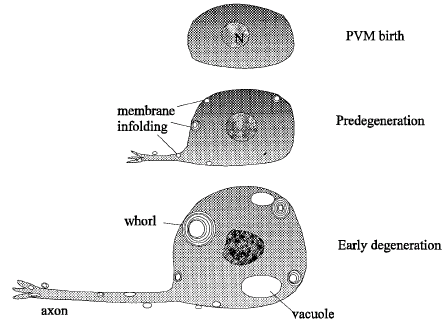 N
PVM birth
membrane
infolding
Predegeneration
whorl
Early degeneration
axon
vacuole